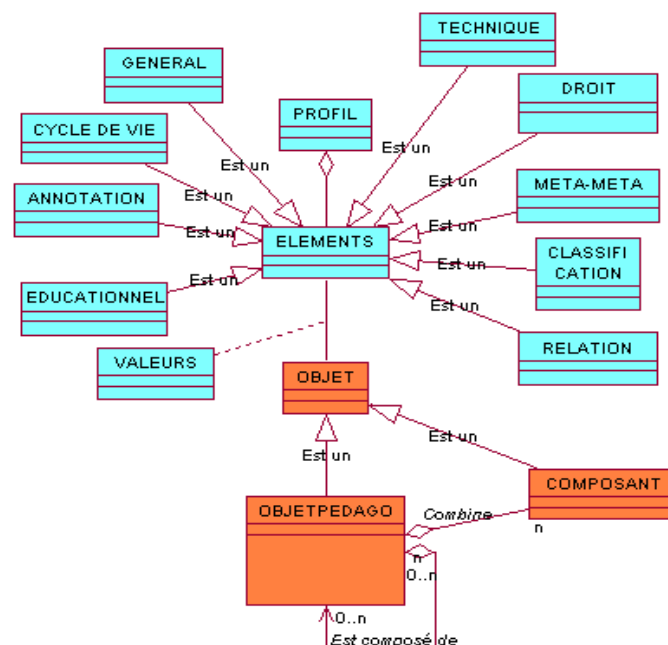 TECHNIQUE
GENERAL
DROIT
PROFIL
CYCLE DE VIE
Est un
Est un
Est un
META-META
ANNOTATION
Est un
Est un
Est un
ELEMENTS
CLASSIFI
CATION
Est un
EDUCATIONNEL
Est un
Est un
VALEURS
RELATION
OBJET
Est un
Est un
COMPOSANT
OBJETPEDAGO
Combine
n
n
0..n
0..n
Est composé de